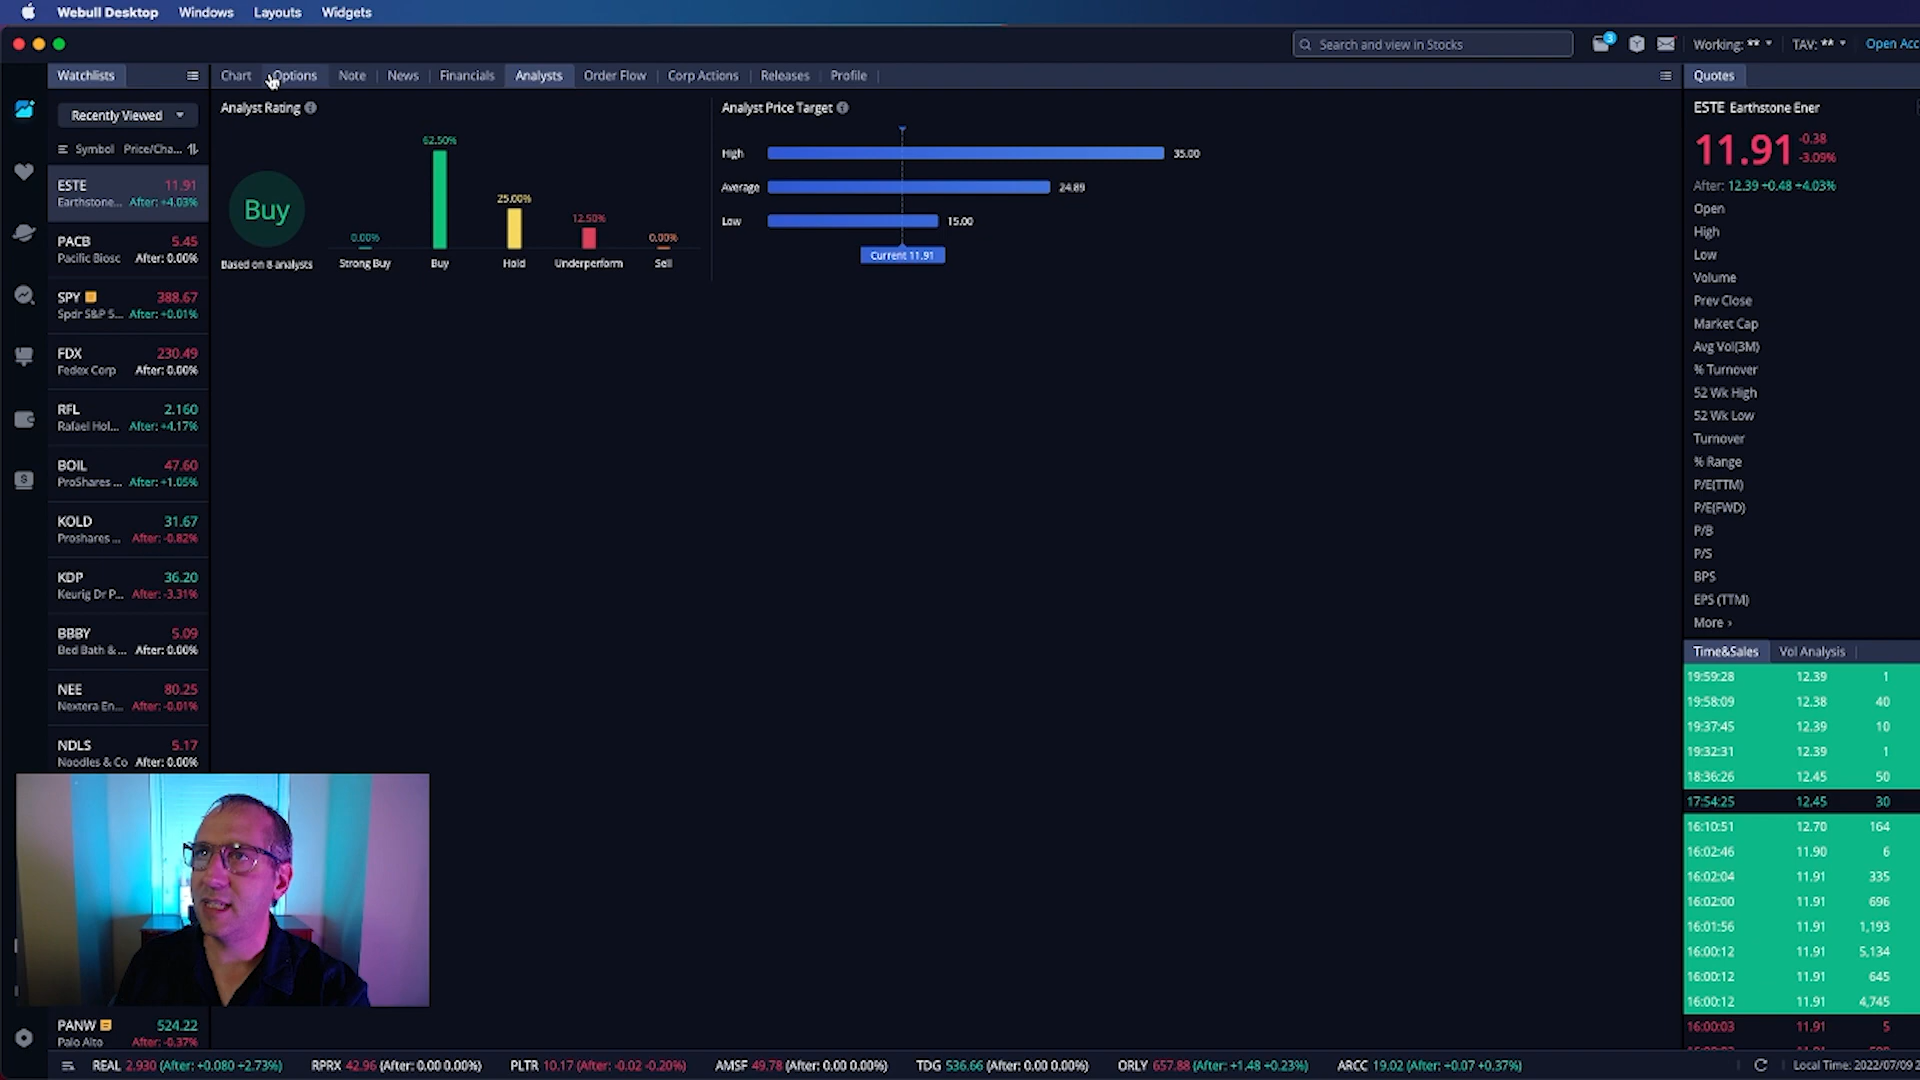 Webull Desktop Windows Layouts Widgets
Search and view in Stocks
3
Working: ** TAV: ** Open Acc
Watchlists
Chart Options Note News Financials Analysts Order Flow Corp Actions Releases Profile
Quotes
Recently Viewed
Symbol Price/Cha...
ESTE 11.91
Earthstone... After: +4.03%
PACB 5.45
Pacific Biosc After: 0.00%
SPY 388.67
Spdr S&P 5... After: +0.01%
FDX 230.49
Fedex Corp After: 0.00%
RFL 2.160
Rafael Hol... After: +4.17%
BOIL 47.60
ProShares ... After: +1.05%
KOLD 31.67
Proshares ... After: -0.82%
KDP 36.20
Keurig Dr P... After: -3.31%
BBBY 5.09
Bed Bath & ... After: 0.00%
NEE 80.25
Nextera En... After: -0.01%
NDLS 5.17
Noodles & Co After: 0.00%
PANW 524.22
Palo Alto After: -0.37%
Analyst Rating
Buy
Based on 8 analysts
0.00% 62.50% 25.00% 12.50% 0.00%
Strong Buy Buy Hold Underperform Sell
Analyst Price Target
High 35.00
Average 24.89
Low 15.00
Current 11.91
ESTE Earthstone Ener
11.91 -0.38
-3.09%
After: 12.39 +0.48 +4.03%
Open
High
Low
Volume
Prev Close
Market Cap
Avg Vol(3M)
% Turnover
52 Wk High
52 Wk Low
Turnover
% Range
P/E(TTM)
P/E(FWD)
P/B
P/S
BPS
EPS (TTM)
More ›
Time&Sales Vol Analysis
19:59:28 12.39 1
19:58:09 12.38 40
19:37:45 12.39 10
19:32:31 12.39 1
18:36:26 12.45 50
17:54:25 12.45 30
16:10:51 12.70 164
16:02:46 11.90 6
16:02:04 11.91 335
16:02:00 11.91 696
16:01:56 11.91 1,193
16:00:12 11.91 5,134
16:00:12 11.91 645
16:00:12 11.91 4,745
16:00:03 11.91 5
REAL 2.930 (After: +0.080 +2.73%) RPRX 42.96 (After: 0.00 0.00%) PLTR 10.17 (After: -0.02 -0.20%) AMSF 49.78 (After: 0.00 0.00%) TDG 536.66 (After: 0.00 0.00%) ORLY 657.88 (After: +1.48 +0.23%) ARCC 19.02 (After: +0.07 +0.37%)
Local Time: 2022/07/09 2